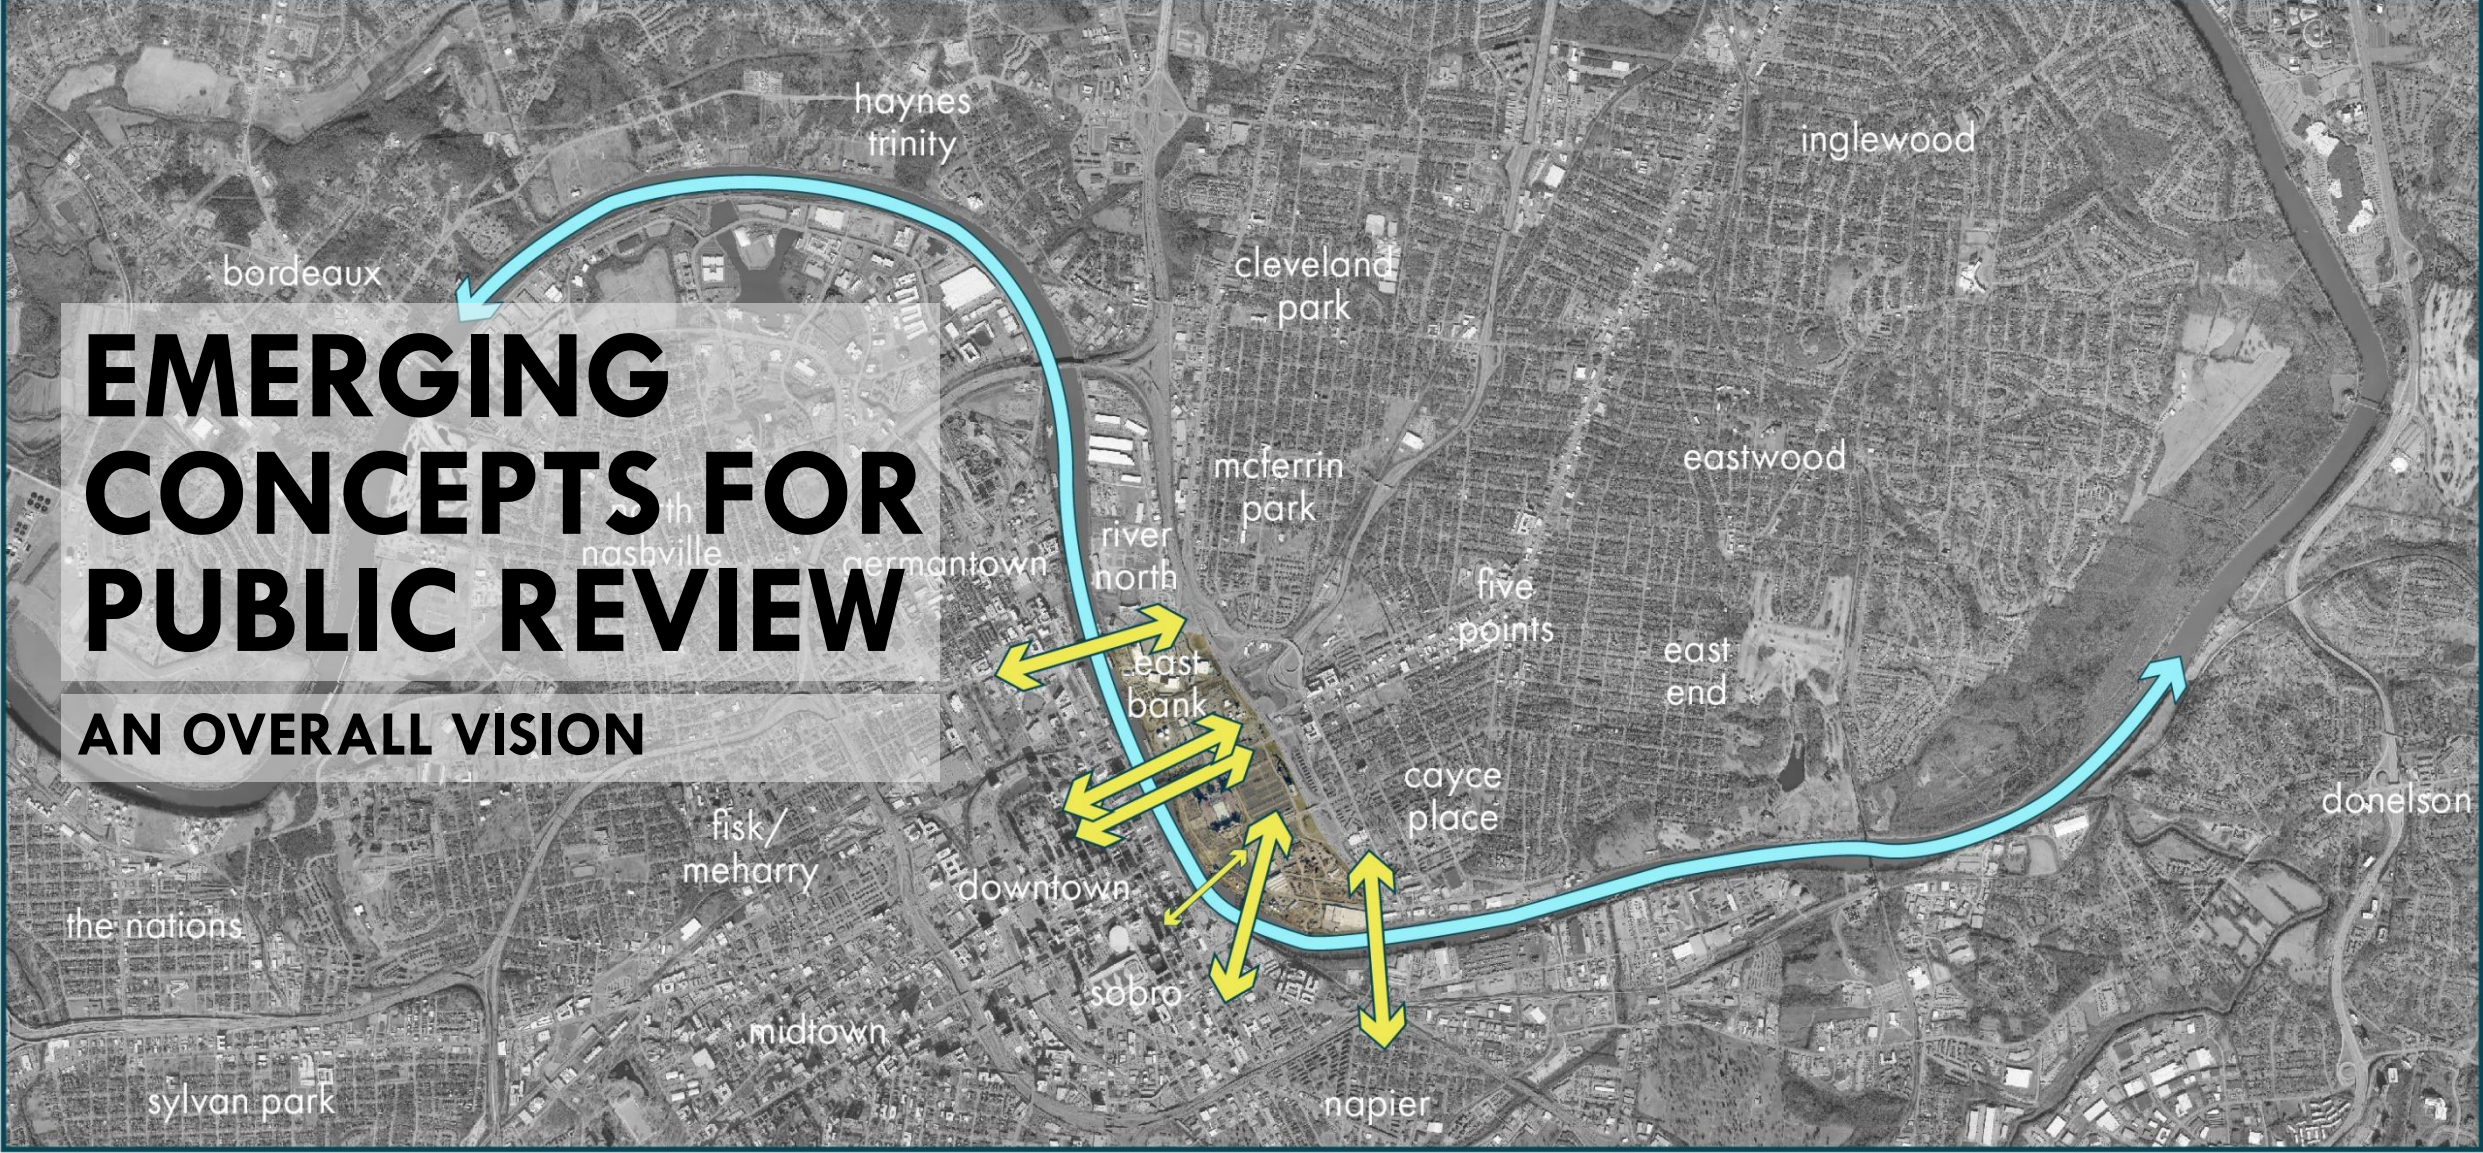 haynes
trinity
inglewood
bordeaux
cleveland
park
EMERGING
CONCEPTS FOR
PUBLIC REVIEW
AN OVERALL VISION
north
nashville
germantown
river
north
mcferrin
park
eastwood
five
points
east
bank
east
end
cayce
place
donelson
fisk/
meharry
downtown
the nations
sobro
midtown
sylvan park
napier